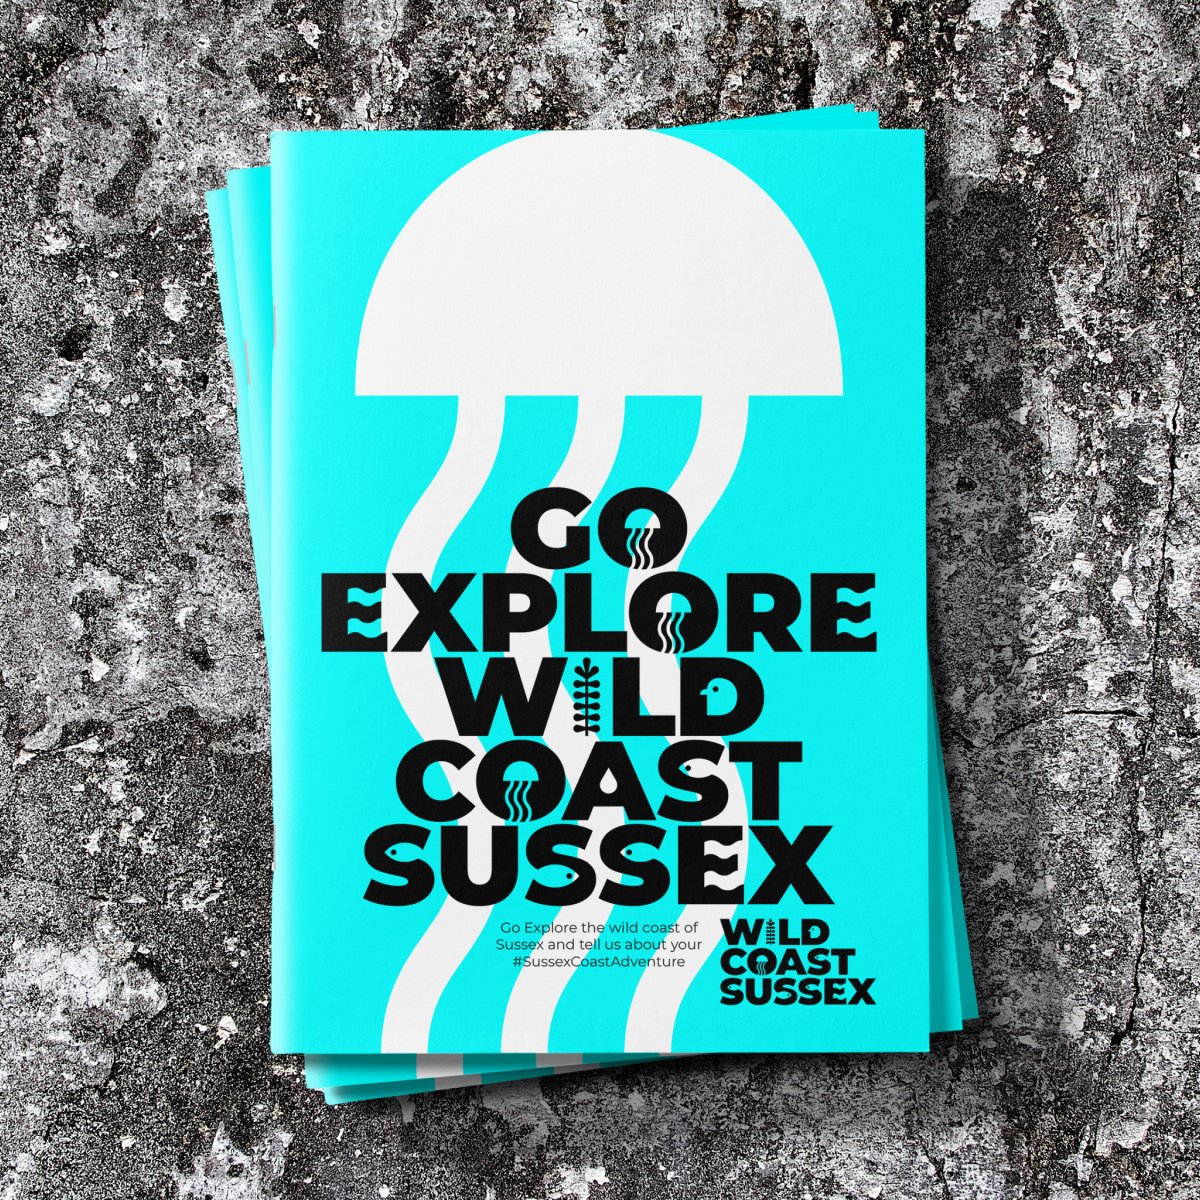 GO
EXPLORE
WILD
COAST
SUSSEX
Go Explore the wild coast of
Sussex and tell us about your
#SussexCoastAdventure
WILD
COAST
SUSSEX